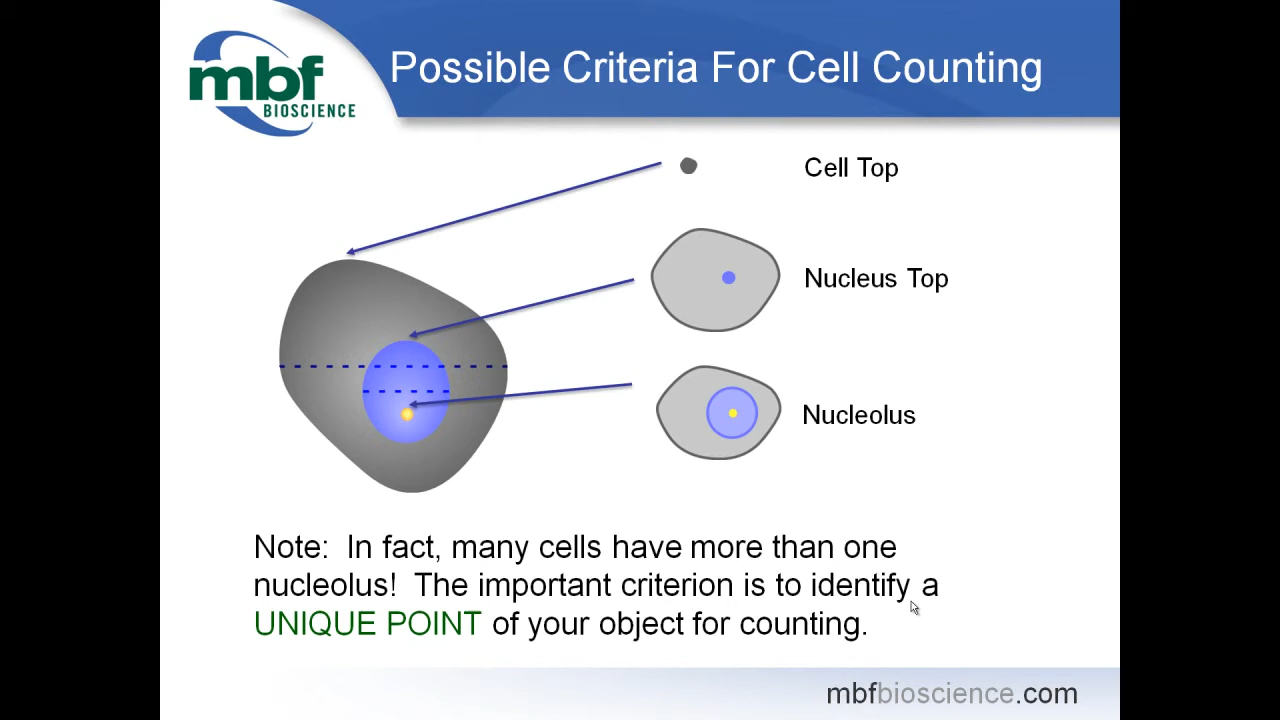 mbf
BIOSCIENCE
Possible Criteria For Cell Counting
Cell Top
Nucleus Top
Nucleolus
Note: In fact, many cells have more than one
nucleolus! The important criterion is to identify a
UNIQUE POINT of your object for counting.
mbfbioscience.com